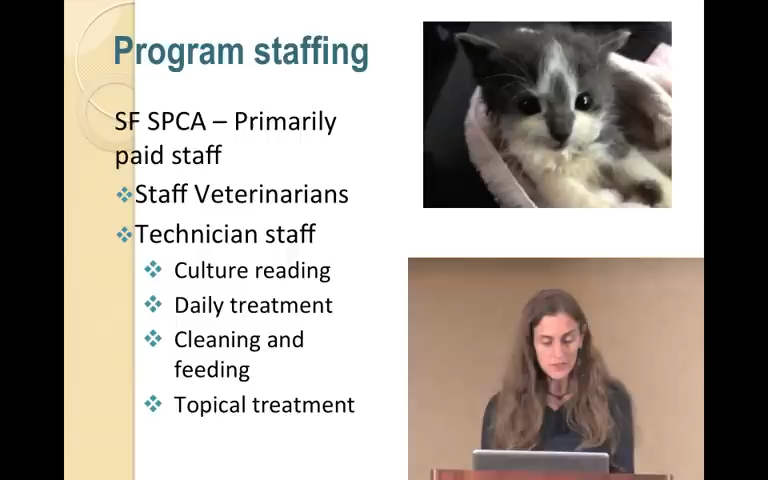 Program staffing
SF SPCA – Primarily
paid staff
Staff Veterinarians
Technician staff
Culture reading
Daily treatment
Cleaning and
feeding
Topical treatment